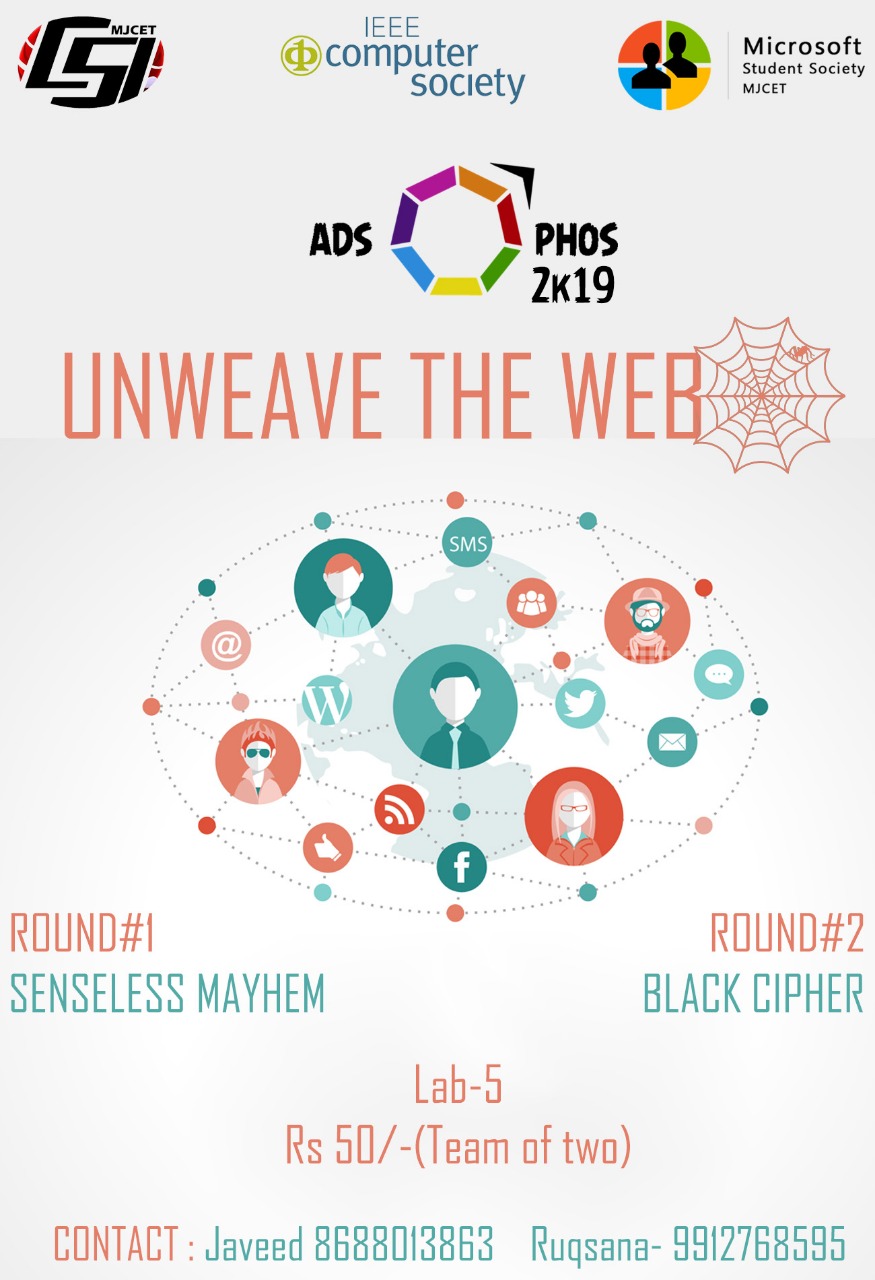 MJCET
CSI
IEEE
computer
society
Microsoft
Student Society
MJCET
ADS PHOS
2K19
UNWEAVE THE WEB
SMS
@
W
f
ROUND#1 ROUND#2
SENSELESS MAYHEM BLACK CIPHER
Lab-5
Rs 50/-(Team of two)
CONTACT : Javeed 8688013863 Ruqsana- 9912768595